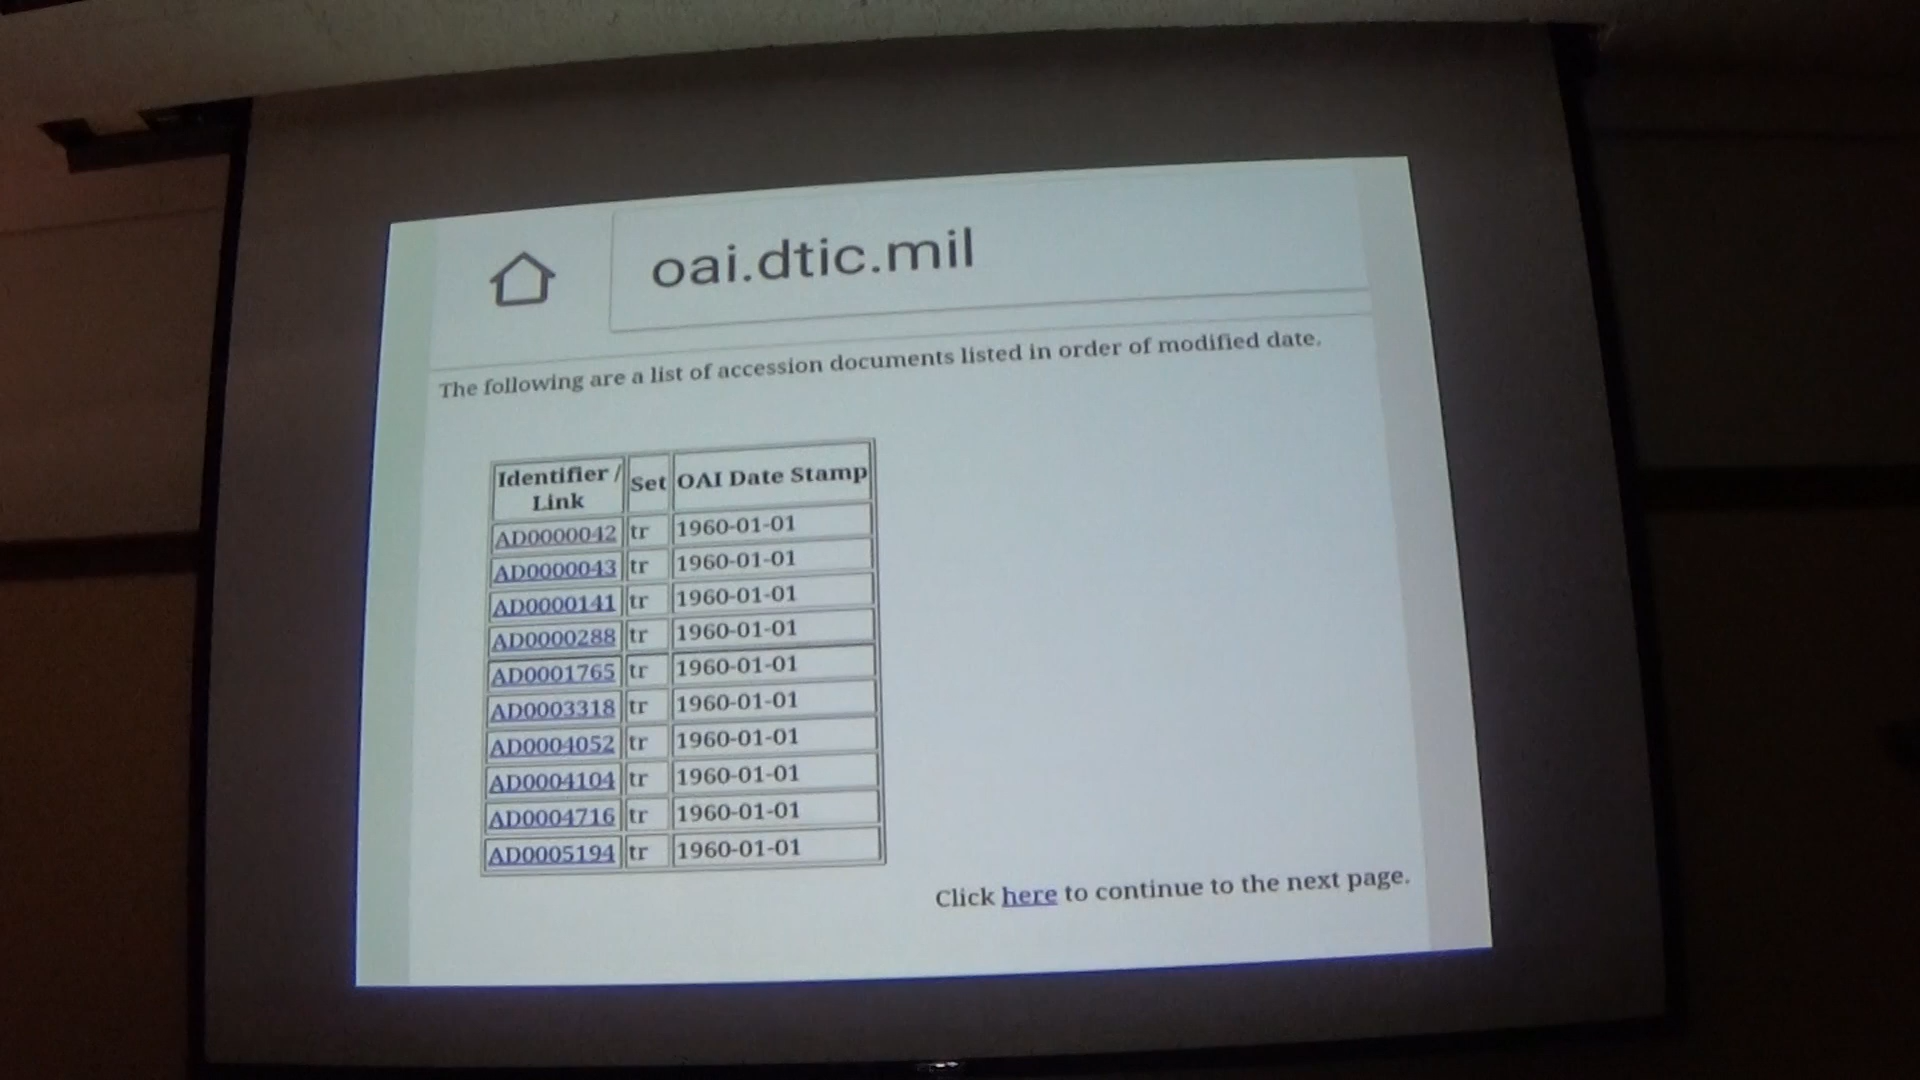 oai.dtic.mil
The following are a list of accession documents listed in order of modified date.
Identifier / Link Set OAI Date Stamp
AD0000042 tr 1960-01-01
AD0000043 tr 1960-01-01
AD0000141 tr 1960-01-01
AD0000288 tr 1960-01-01
AD0001765 tr 1960-01-01
AD0003318 tr 1960-01-01
AD0004052 tr 1960-01-01
AD0004104 tr 1960-01-01
AD0004716 tr 1960-01-01
AD0005194 tr 1960-01-01
Click here to continue to the next page.